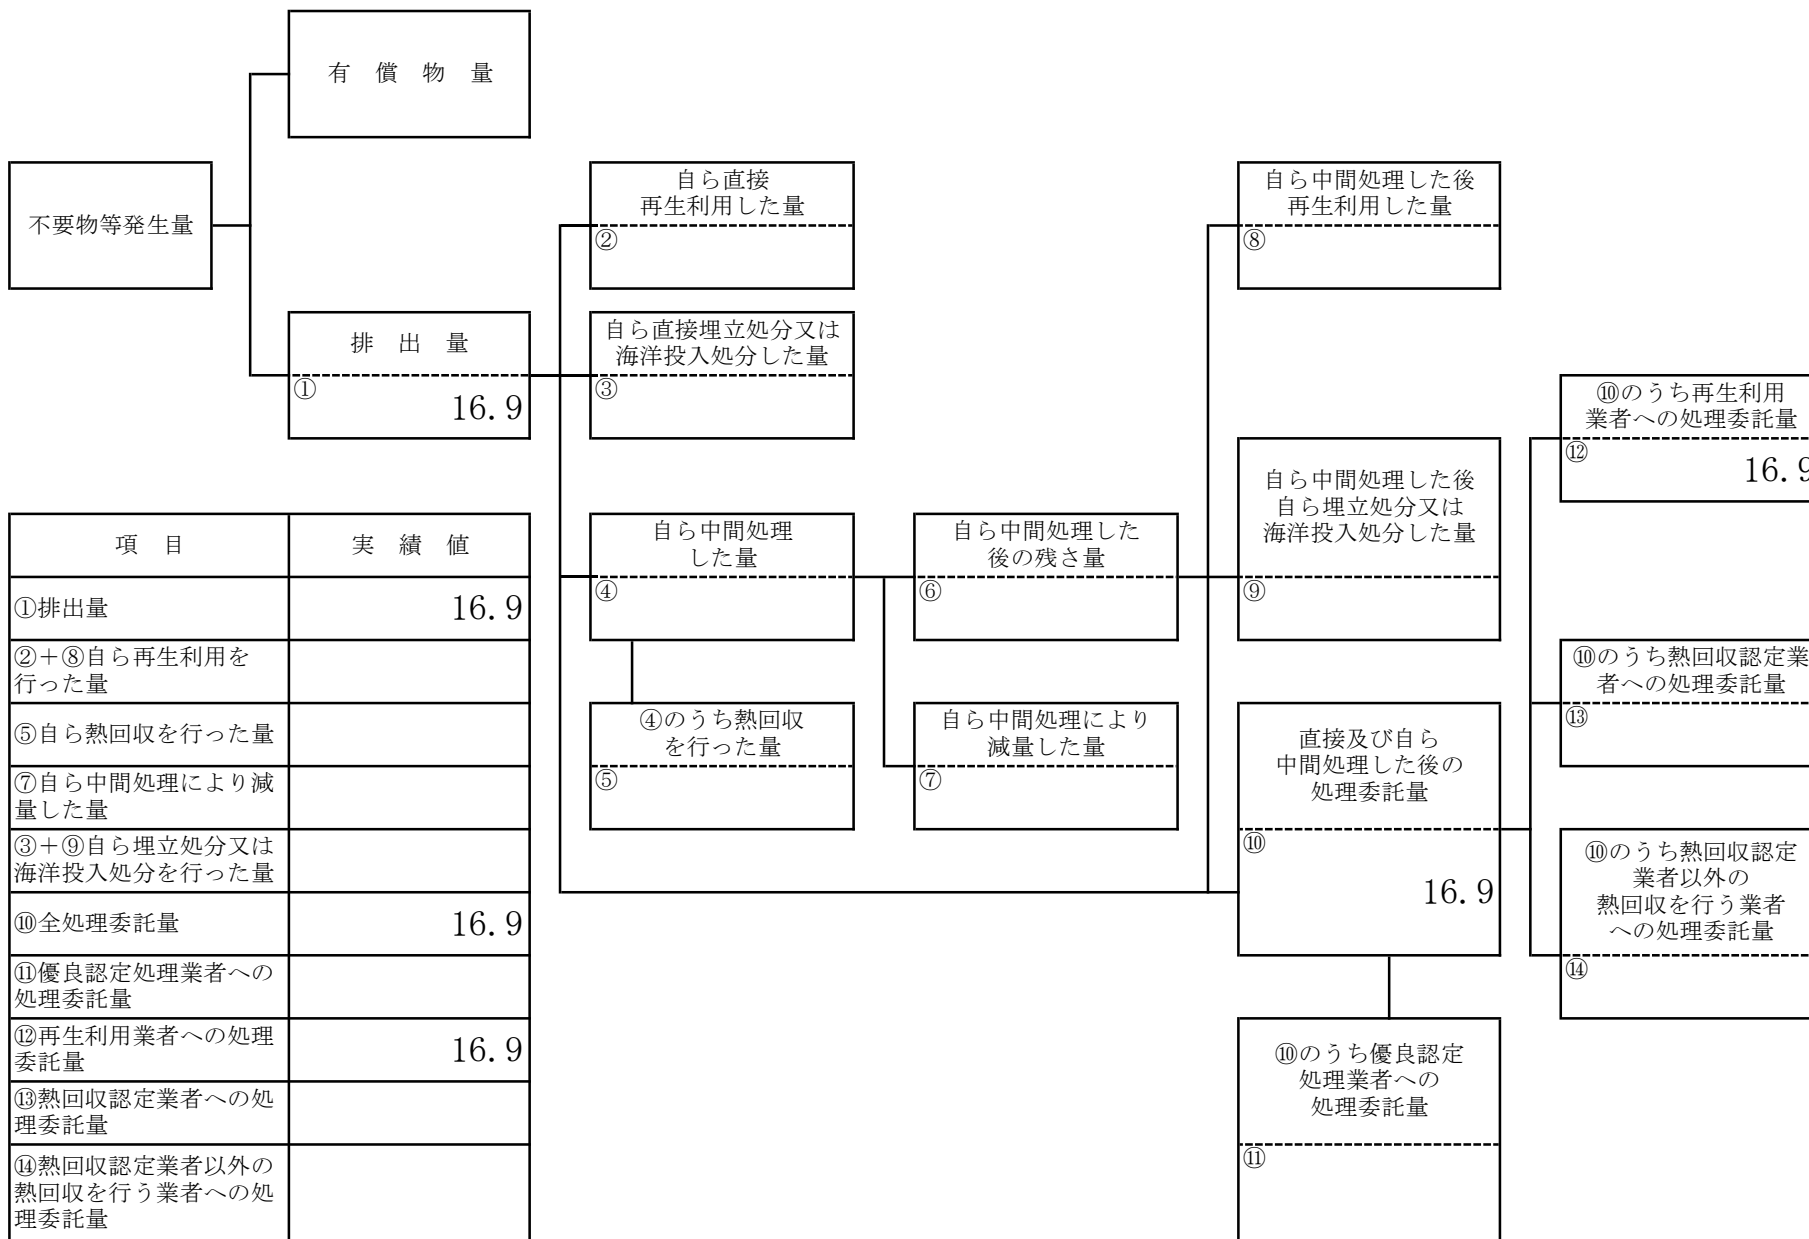 有　償　物　量
不要物等発生量
排　出　量
①
16.9
自ら直接
再生利用した量
②
自ら直接埋立処分又は
海洋投入処分した量
③
自ら中間処理
した量
④
④のうち熱回収
を行った量
⑤
自ら中間処理した
後の残さ量
⑥
自ら中間処理により
減量した量
⑦
自ら中間処理した後
再生利用した量
⑧
自ら中間処理した後
自ら埋立処分又は
海洋投入処分した量
⑨
直接及び自ら
中間処理した後の
処理委託量
⑩
16.9
⑩のうち優良認定
処理業者への
処理委託量
⑪
⑩のうち再生利用
業者への処理委託量
⑫
16.9
⑩のうち熱回収認定業
者への処理委託量
⑬
⑩のうち熱回収認定
業者以外の
熱回収を行う業者
への処理委託量
⑭
項　目　実　績　値
①排出量　16.9
②＋⑧自ら再生利用を
行った量
⑤自ら熱回収を行った量
⑦自ら中間処理により減
量した量
③＋⑨自ら埋立処分又は
海洋投入処分を行った量
⑩全処理委託量　16.9
⑪優良認定処理業者への
処理委託量
⑫再生利用業者への処理
委託量　16.9
⑬熱回収認定業者への処
理委託量
⑭熱回収認定業者以外の
熱回収を行う業者への処
理委託量